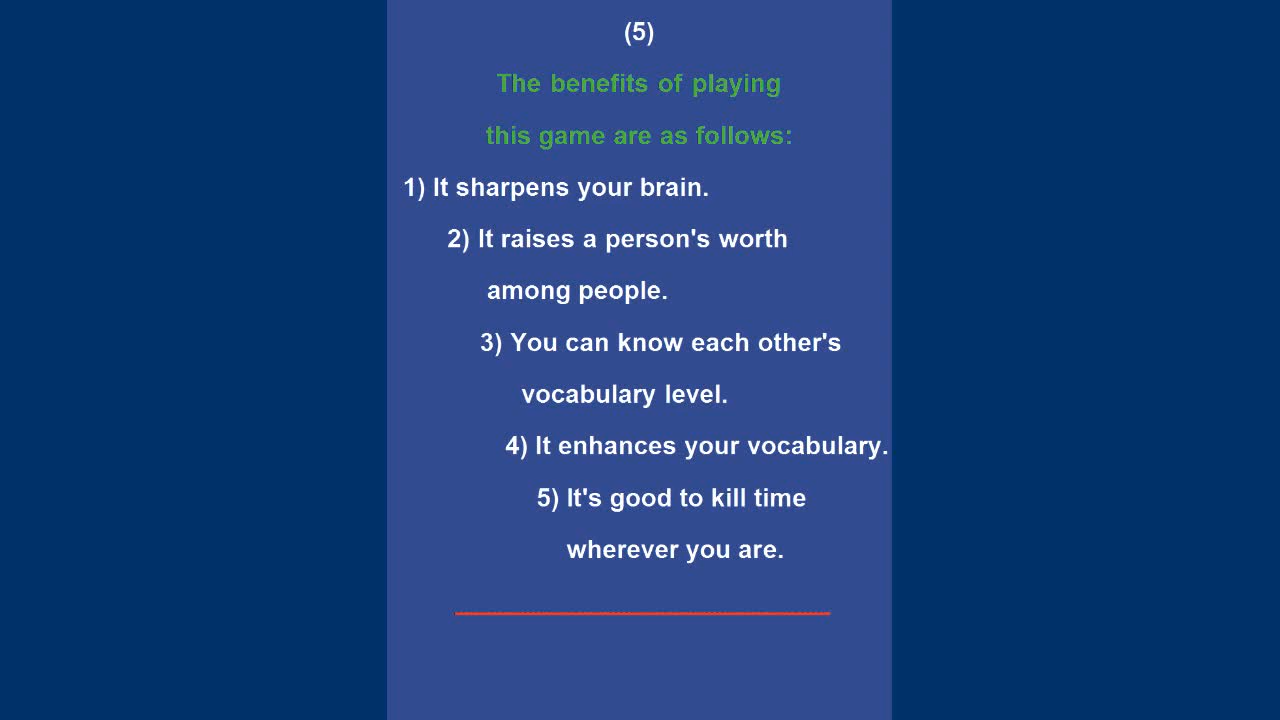 (5)
The benefits of playing
this game are as follows:
1) It sharpens your brain.
2) It raises a person's worth
among people.
3) You can know each other's
vocabulary level.
4) It enhances your vocabulary.
5) It's good to kill time
wherever you are.